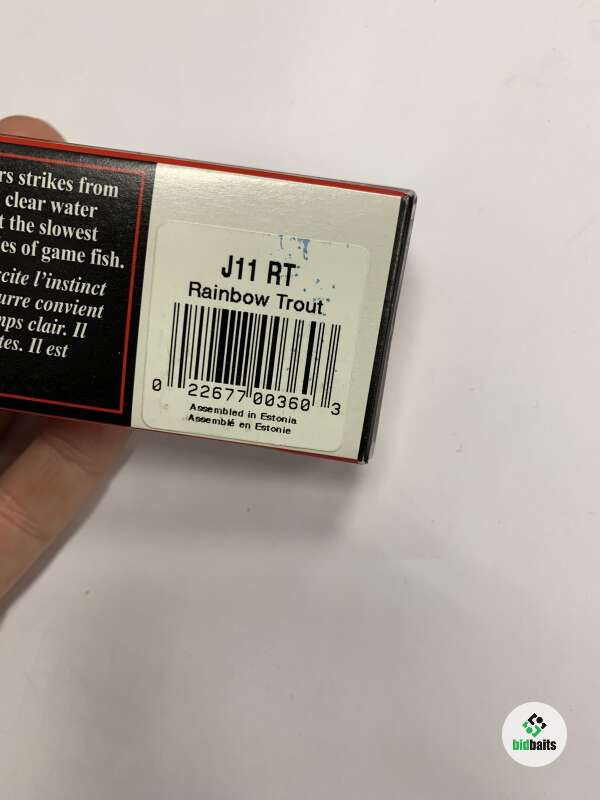 rs strikes from
clear water
t the slowest
es of game fish.
cite l'instinct
urre convient
mps clair. Il
tes. Il est
J11 RT
Rainbow Trout
0 22677 00360 3
Assembled in Estonia
Assemblé en Estonie
bidbaits